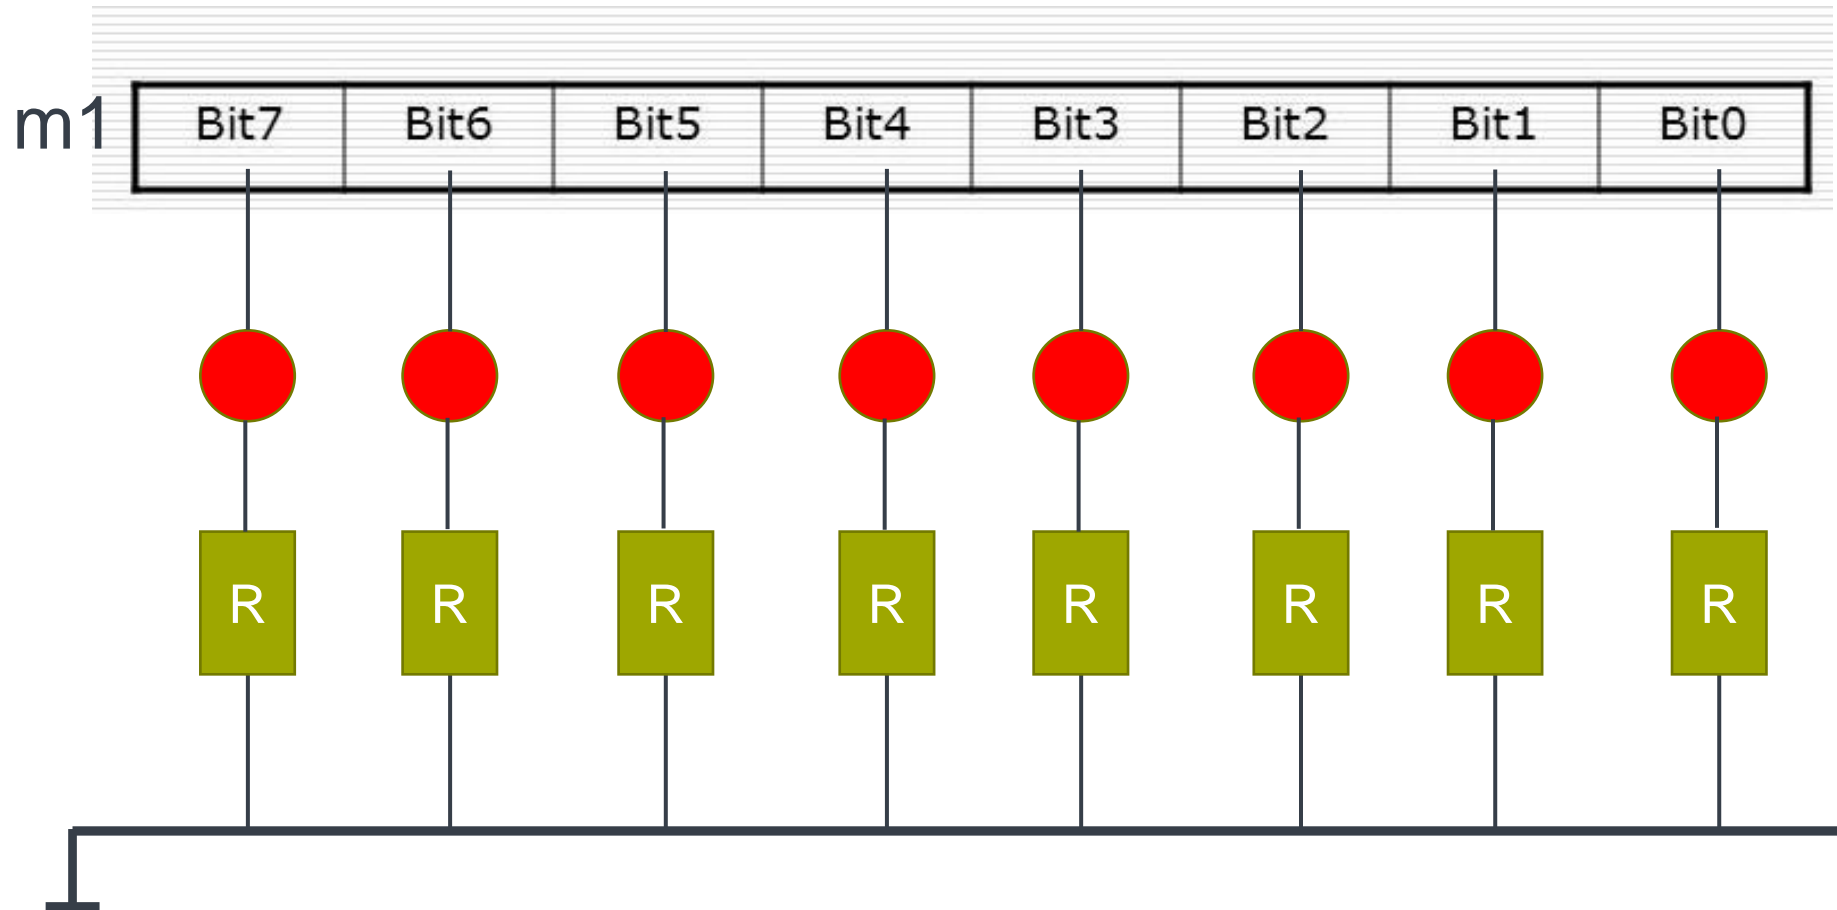 m1 Bit7 Bit6 Bit5 Bit4 Bit3 Bit2 Bit1 Bit0
R R R R R R R R